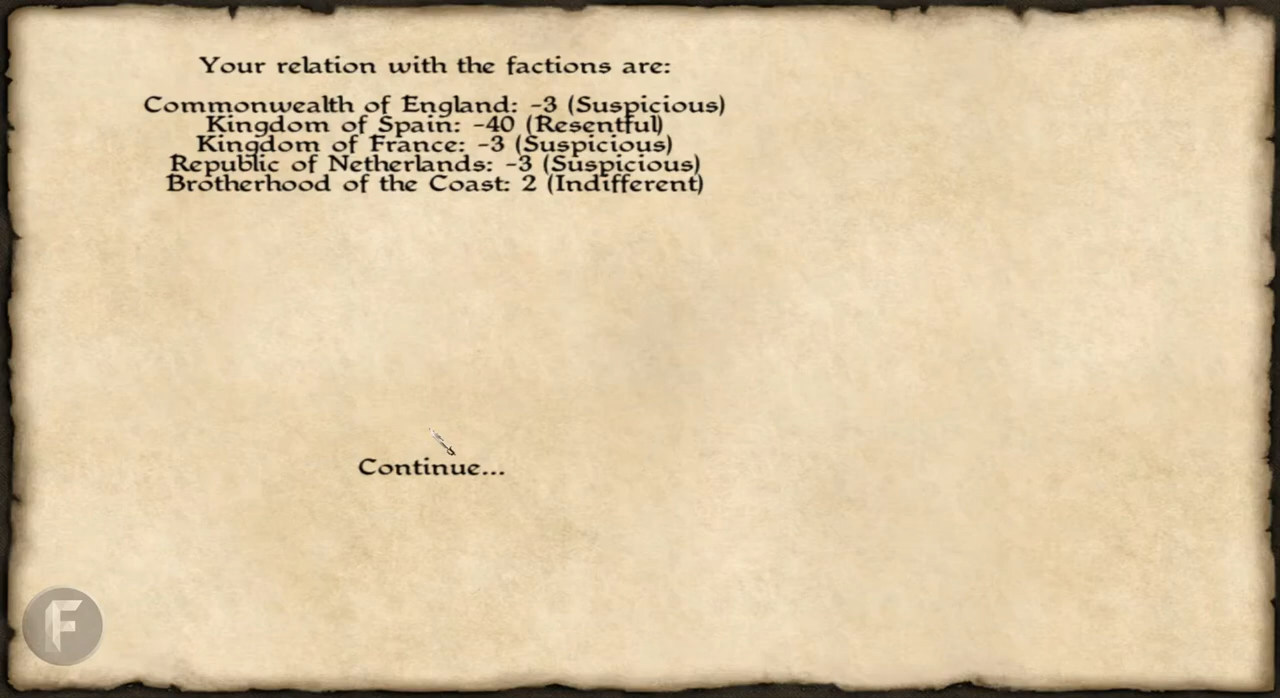 Your relation with the factions are:
Commonwealth of England: -3 (Suspicious)
Kingdom of Spain: -40 (Resentful)
Kingdom of France: -3 (Suspicious)
Republic of Netherlands: -3 (Suspicious)
Brotherhood of the Coast: 2 (Indifferent)
Continue...
F